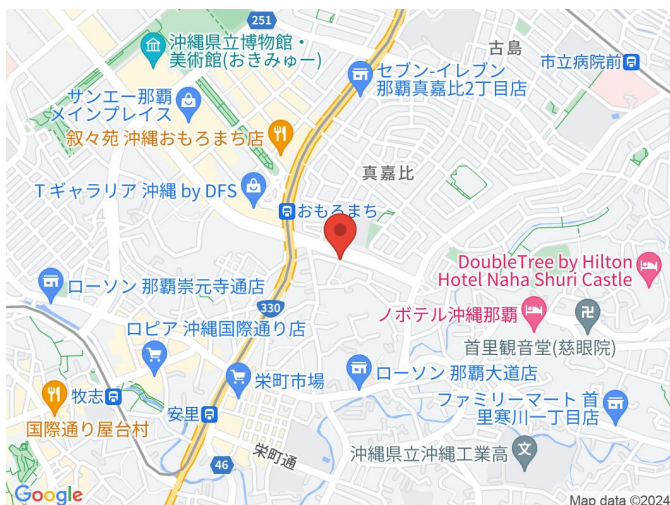 251
沖縄県立博物館・
美術館(おきみゅー)
古島
市立病院前
セブン-イレブン
那覇真嘉比2丁目店
サンエー那覇
メインプレイス
叙々苑 沖縄おもろまち店
真嘉比
T ギャラリア 沖縄 by DFS
おもろまち
DoubleTree by Hilton
Hotel Naha Shuri Castle
ローソン 那覇崇元寺通店
330
ノボテル沖縄那覇
ロピア 沖縄国際通り店
首里観音堂(慈眼院)
栄町市場
ローソン 那覇大道店
牧志
ファミリーマート 首
里寒川一丁目店
安里
国際通り屋台村
栄町通
46
沖縄県立沖縄工業高
文
Google
Map data ©2024